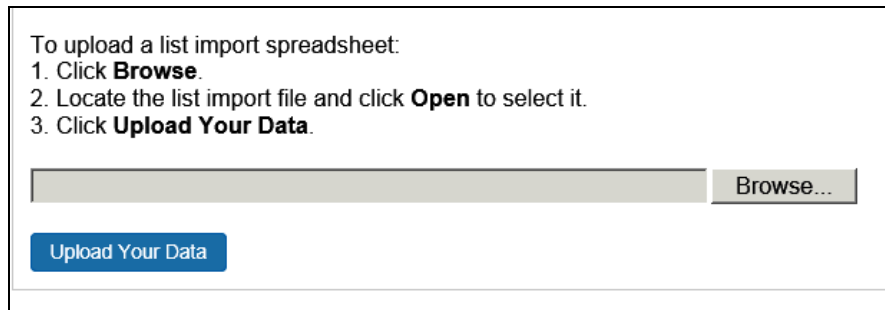 To upload a list import spreadsheet:
1. Click Browse.
2. Locate the list import file and click Open to select it.
3. Click Upload Your Data.
Browse...
Upload Your Data